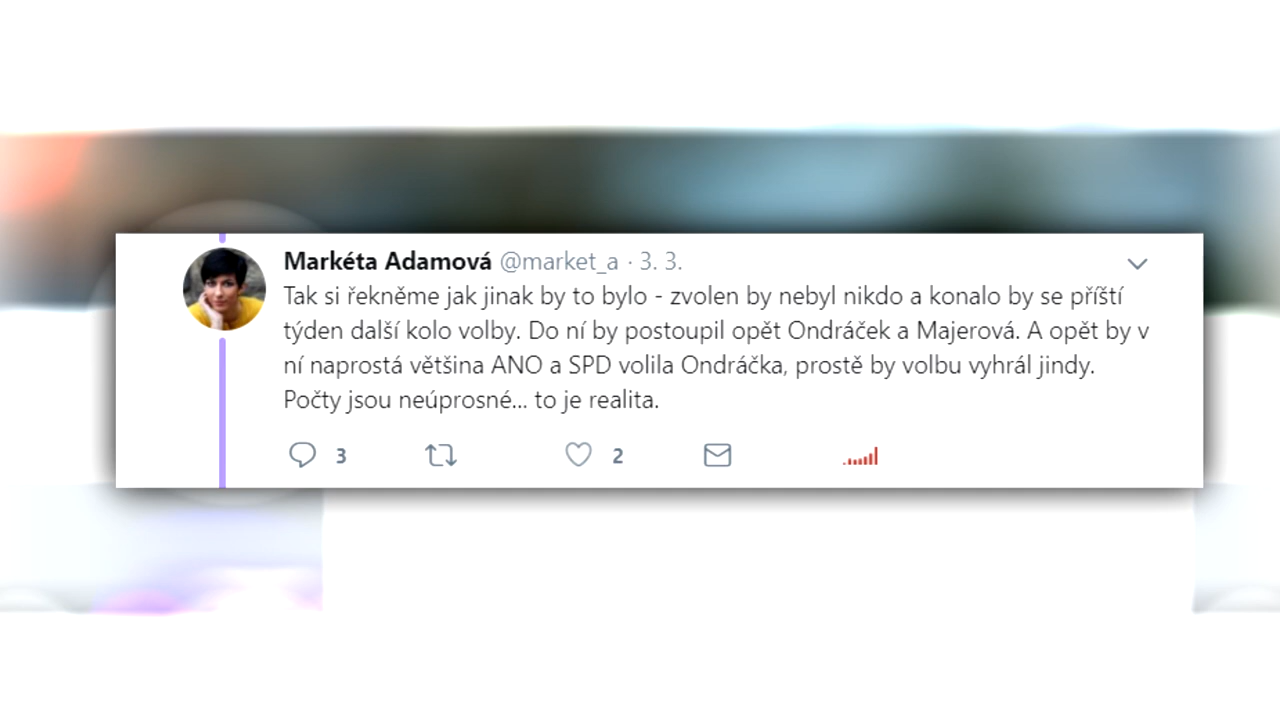 Markéta Adamová @market_a · 3. 3.
Tak si řekněme jak jinak by to bylo - zvolen by nebyl nikdo a konalo by se příští
týden další kolo volby. Do ní by postoupil opět Ondráček a Majerová. A opět by v
ní naprostá většina ANO a SPD volila Ondráčka, prostě by volbu vyhrál jindy.
Počty jsou neúprosné... to je realita.
3 2